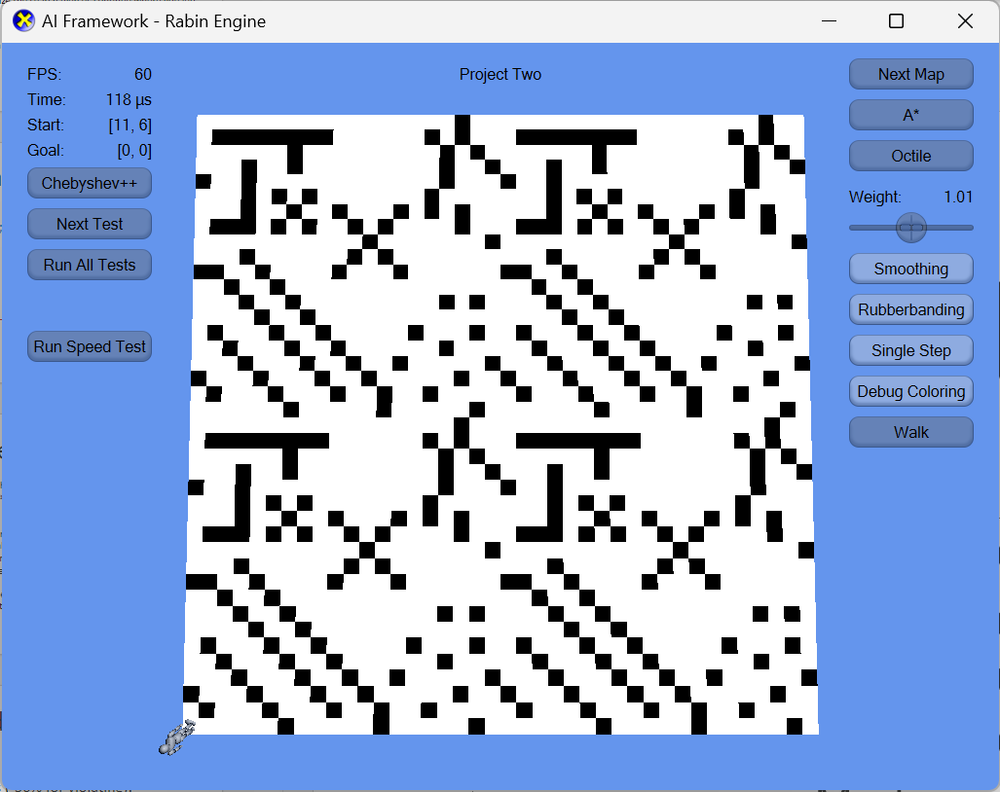 AI Framework - Rabin Engine
FPS: 60
Time: 118 µs
Start: [11, 6]
Goal: [0, 0]
Chebyshev++
Next Test
Run All Tests
Run Speed Test
Project Two
Next Map
A*
Octile
Weight: 1.01
Smoothing
Rubberbanding
Single Step
Debug Coloring
Walk